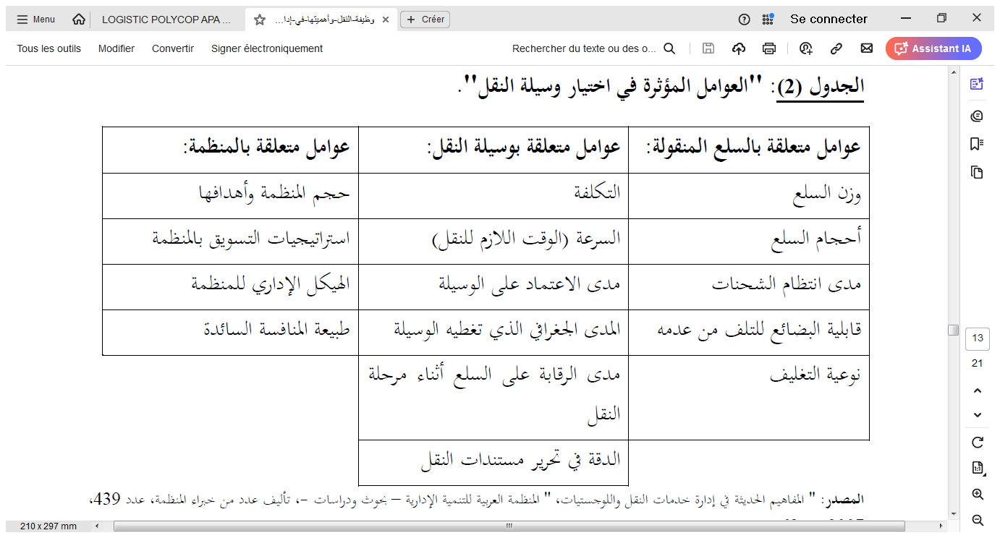 Menu
LOGISTIC POLYCOP APA ...
وظيفة-النقل-وأهميتها-في-إدا...
Créer
Se connecter
Tous les outils
Modifier
Convertir
Signer électroniquement
Rechercher du texte ou des o...
Assistant IA
الجدول (2): "العوامل المؤثرة في اختيار وسيلة النقل".
عوامل متعلقة بالسلع المنقولة: عوامل متعلقة بوسيلة النقل: عوامل متعلقة بالمنظمة:
وزن السلع التكلفة حجم المنظمة وأهدافها
أحجام السلع السرعة (الوقت اللازم للنقل) استراتيجيات التسويق بالمنظمة
مدى انتظام الشحنات مدى الاعتماد على الوسيلة الهيكل الإداري للمنظمة
قابلية البضائع للتلف من عدمه المدى الجغرافي الذي تغطيه الوسيلة طبيعة المنافسة السائدة
نوعية التغليف مدى الرقابة على السلع أثناء مرحلة
النقل
الدقة في تحرير مستندات النقل
المصدر: " المفاهيم الحديثة في إدارة خدمات النقل واللوجستيات، " المنظمة العربية للتنمية الإدارية – بحوث ودراسات -، تأليف عدد من خبراء المنظمة، عدد 439،
13
21
1:1
210 x 297 mm